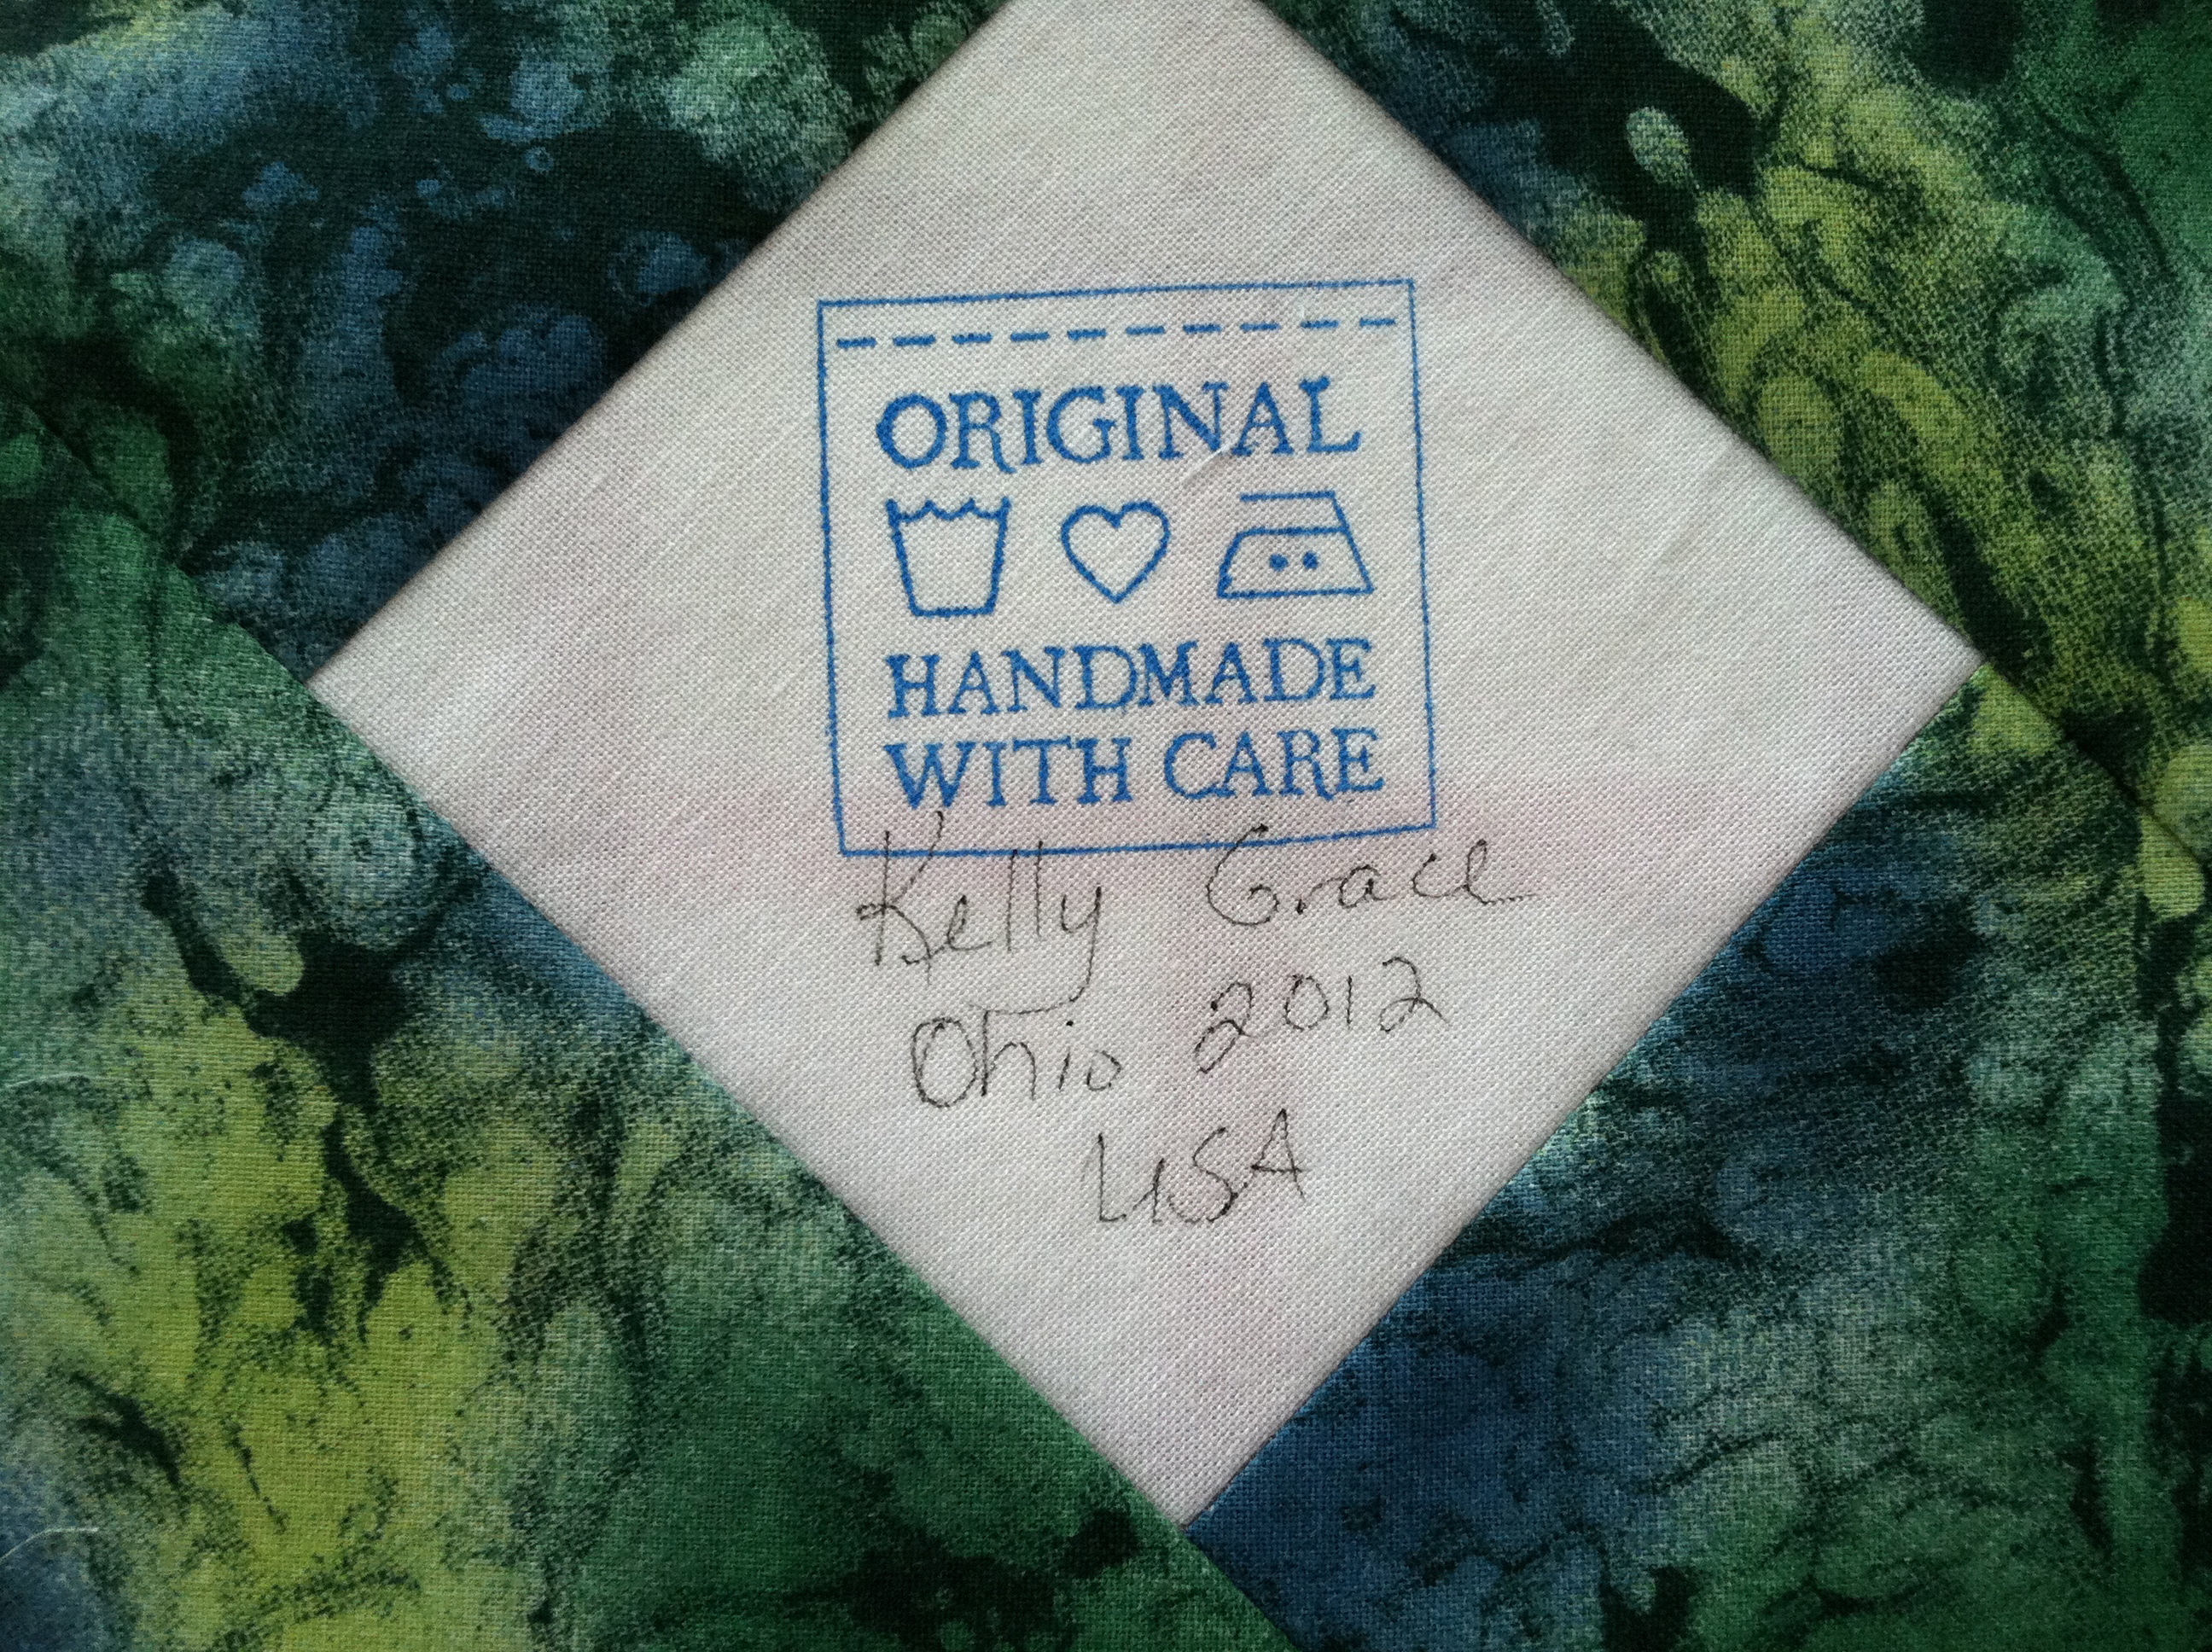 ORIGINAL
HANDMADE
WITH CARE
Kelly Grace
Ohio 2012
USA